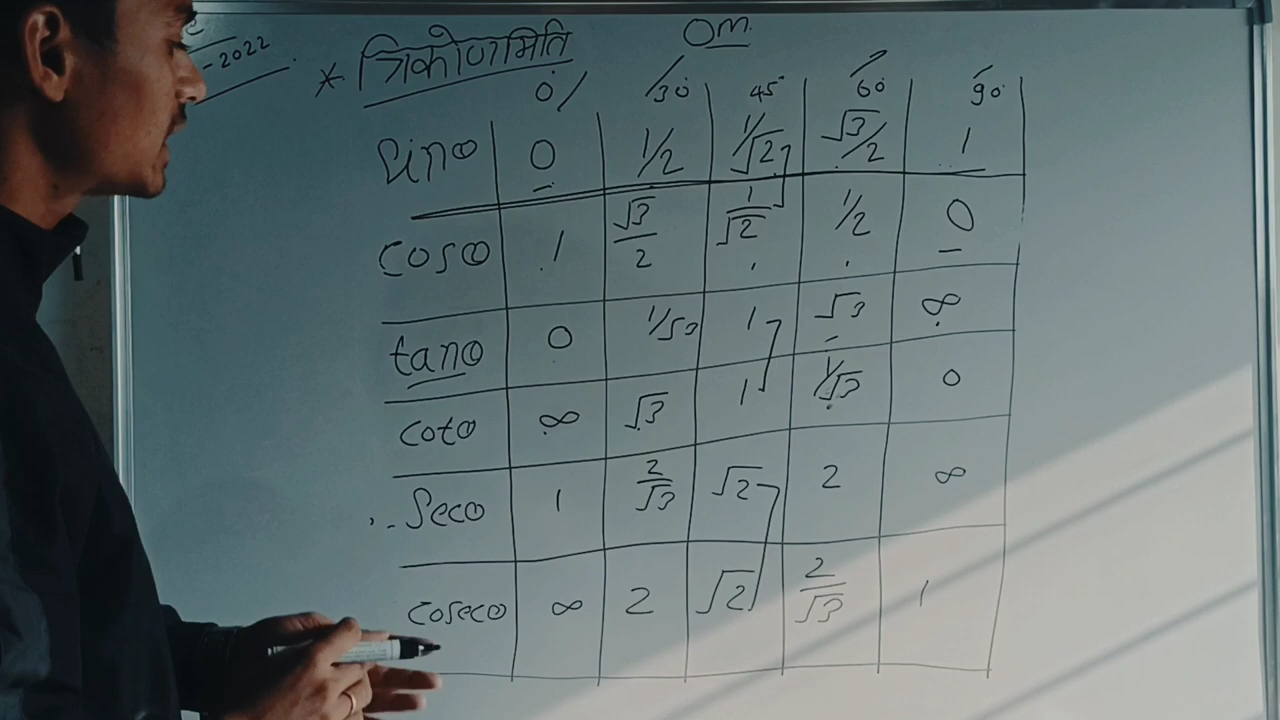 -2022
* त्रिकोणमिति
Om
0° 30° 45° 60° 90°
Sinθ 0 1/2 1/√2 √3/2 1
Cosθ 1 √3/2 1/√2 1/2 0
tanθ 0 1/√3 1 √3 ∞
cotθ ∞ √3 1 1/√3 0
Secθ 1 2/√3 √2 2 ∞
Cosecθ ∞ 2 √2 2/√3 1